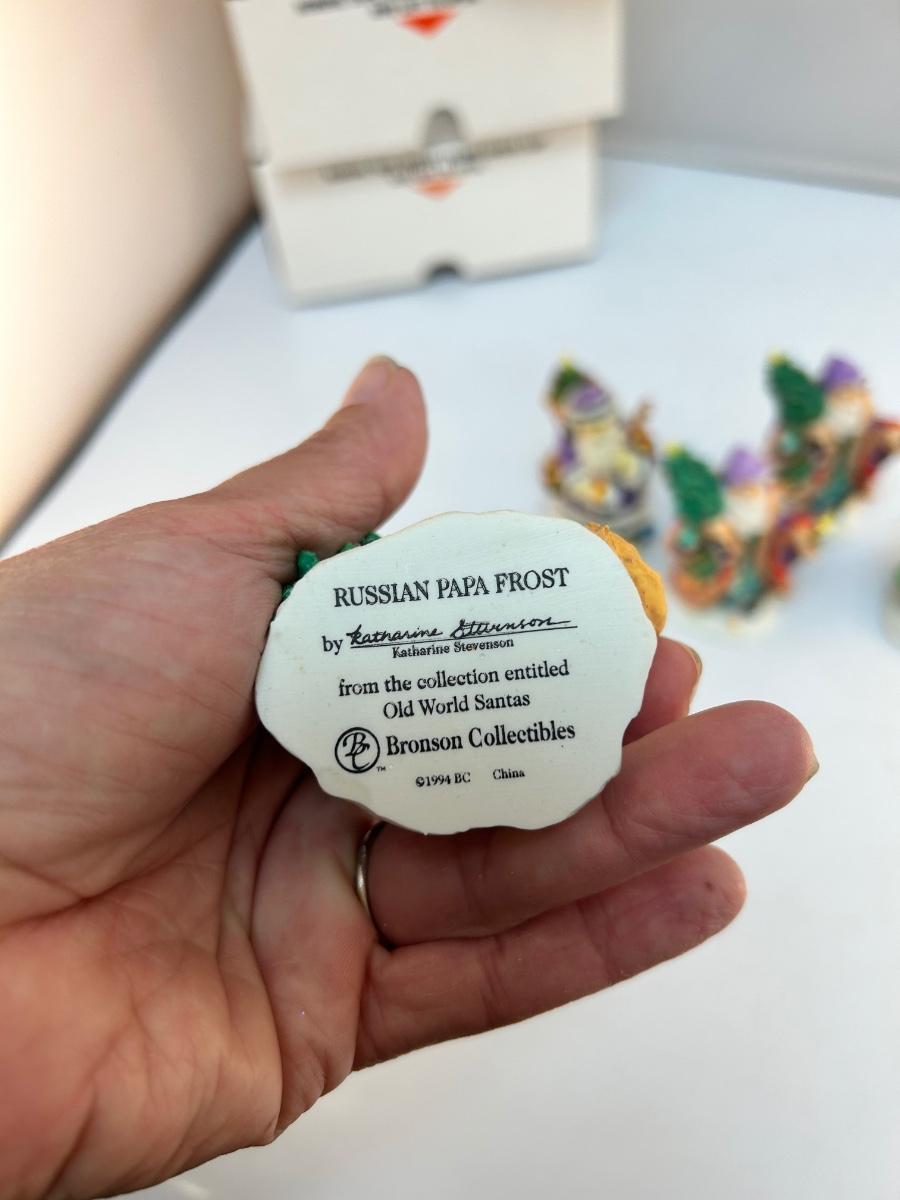 RUSSIAN PAPA FROST
by Katharine Stevenson
Katharine Stevenson
from the collection entitled
Old World Santas
BC Bronson Collectibles
™
©1994 BC China